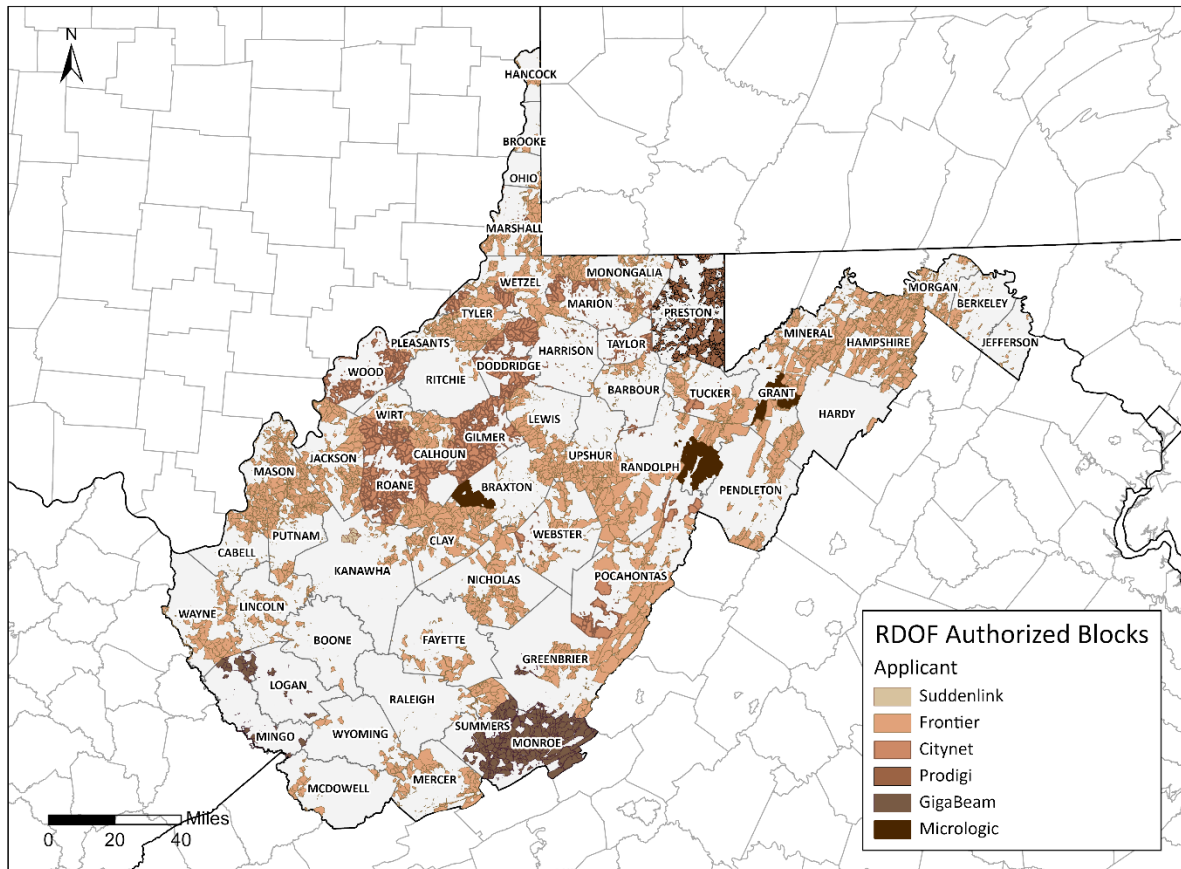 N
HANCOCK
BROOKE
OHIO
MARSHALL
WETZEL
MONONGALIA
MARION
PRESTON
TYLER
PLEASANTS
WOOD
RITCHIE
DODDRIDGE
HARRISON
TAYLOR
BARBOUR
TUCKER
GRANT
MINERAL
HAMPSHIRE
MORGAN
BERKELEY
JEFFERSON
HARDY
WIRT
JACKSON
MASON
ROANE
CALHOUN
GILMER
LEWIS
UPSHUR
RANDOLPH
PENDLETON
BRAXTON
PUTNAM
CABELL
KANAWHA
CLAY
WEBSTER
NICHOLAS
POCAHONTAS
WAYNE
LINCOLN
BOONE
FAYETTE
GREENBRIER
LOGAN
RALEIGH
MINGO
WYOMING
SUMMERS
MONROE
MCDOWELL
MERCER
Miles
0 20 40
RDOF Authorized Blocks
Applicant
Suddenlink
Frontier
Citynet
Prodigi
GigaBeam
Micrologic